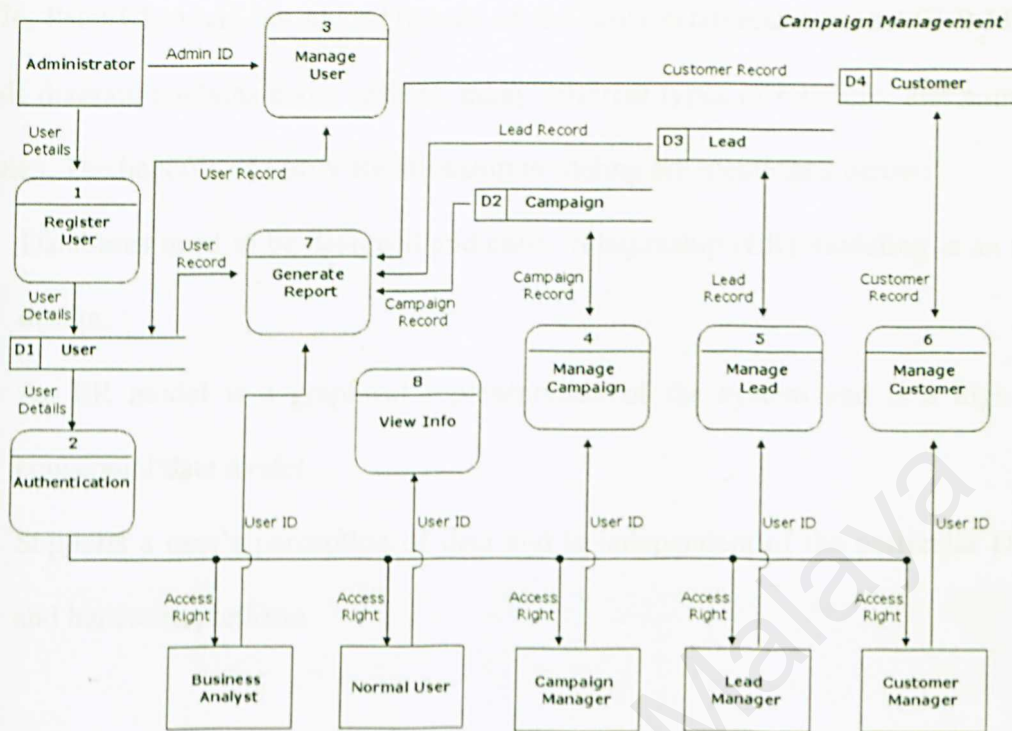 Campaign Management
Administrator
Admin ID
3
Manage
User
Customer Record
D4 Customer
Lead Record
D3 Lead
User
Details
User Record
D2 Campaign
1
Register
User
7
Generate
Report
User
Record
Campaign
Record
Campaign
Record
Lead
Record
Customer
Record
User
Details
D1 User
4
Manage
Campaign
5
Manage
Lead
6
Manage
Customer
8
View Info
User
Details
2
Authentication
User ID
User ID
User ID
User ID
User ID
Access
Right
Access
Right
Access
Right
Access
Right
Access
Right
Business
Analyst
Normal User
Campaign
Manager
Lead
Manager
Customer
Manager
Malaya